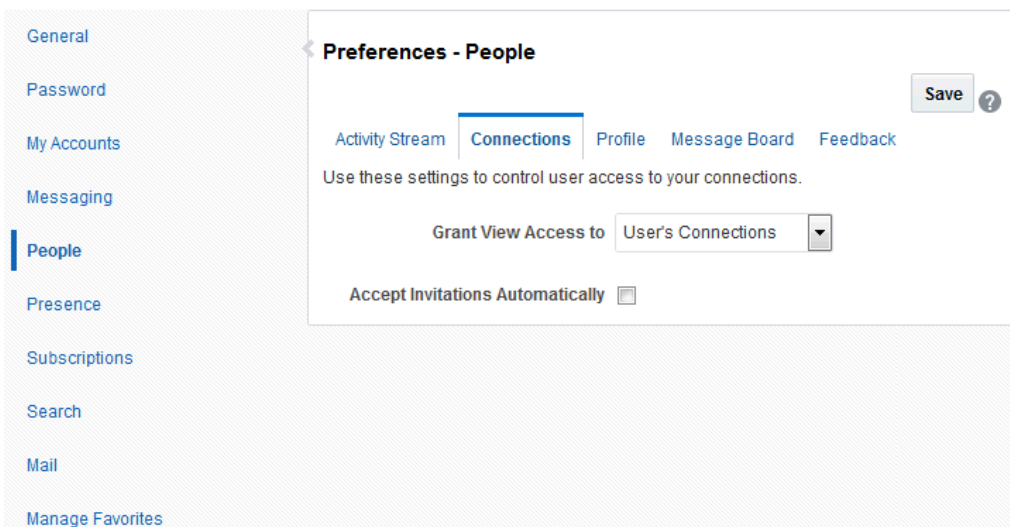 General
Password
My Accounts
Messaging
People
Presence
Subscriptions
Search
Mail
Manage Favorites
Preferences - People
Save
?
Activity Stream Connections Profile Message Board Feedback
Use these settings to control user access to your connections.
Grant View Access to User's Connections
Accept Invitations Automatically